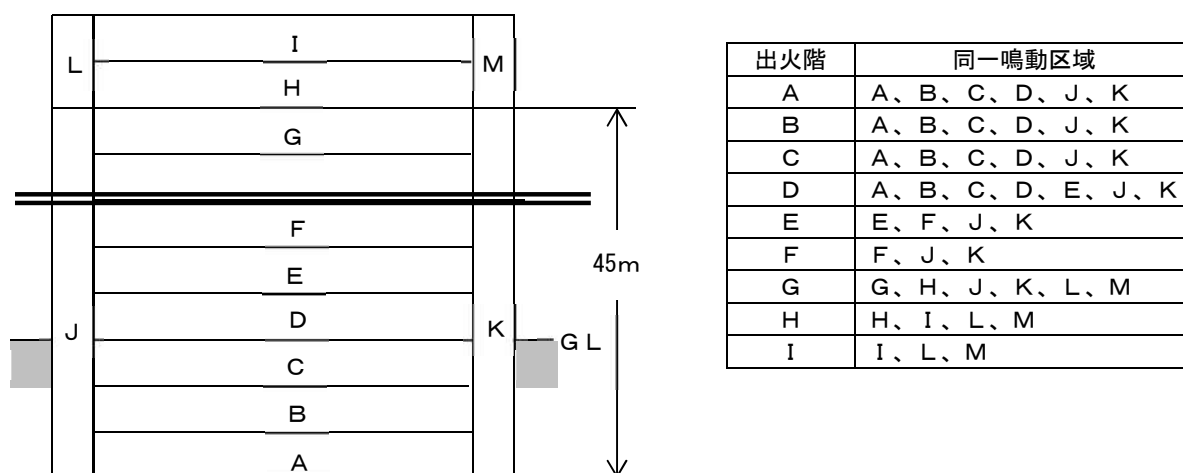 I
L
M
H
G
F
45m
E
D
J
K
GL
C
B
A
出火階 同一鳴動区域
A A、B、C、D、J、K
B A、B、C、D、J、K
C A、B、C、D、J、K
D A、B、C、D、E、J、K
E E、F、J、K
F F、J、K
G G、H、J、K、L、M
H H、I、L、M
I I、L、M